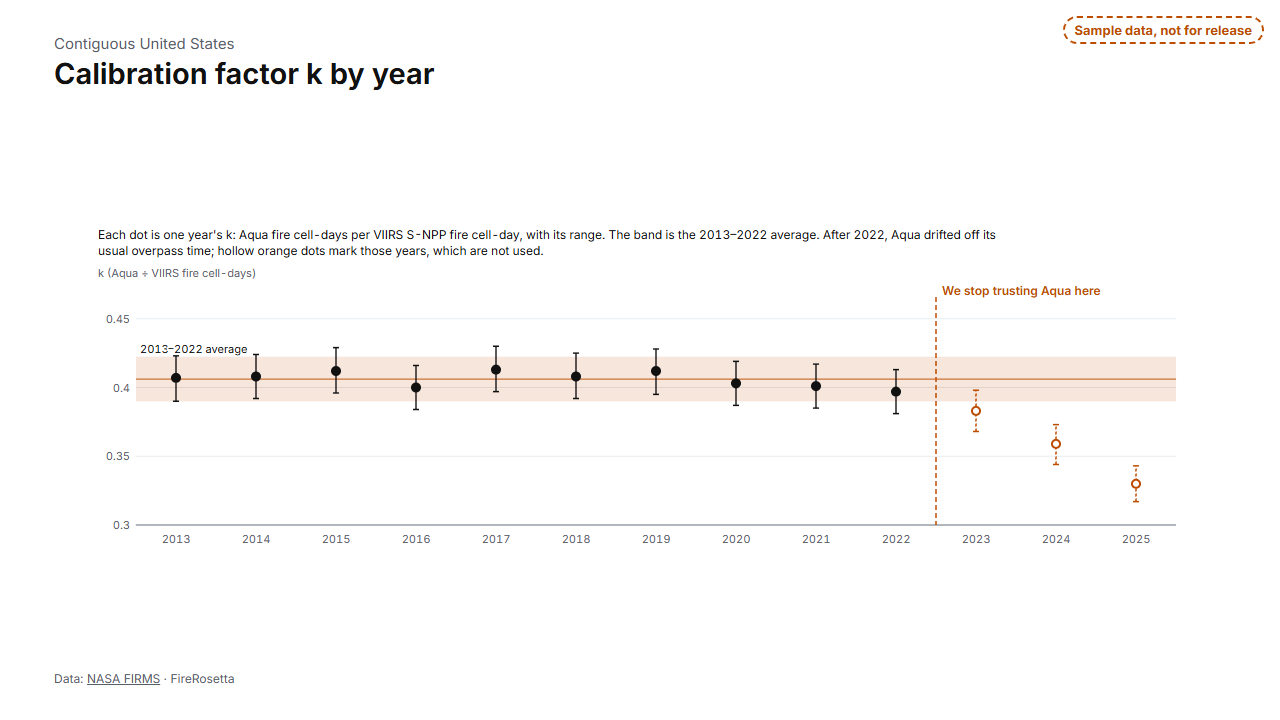 Sample data, not for release
Contiguous United States
Calibration factor k by year
Each dot is one year's k: Aqua fire cell-days per VIIRS S-NPP fire cell-day, with its range. The band is the 2013–2022 average. After 2022, Aqua drifted off its
usual overpass time; hollow orange dots mark those years, which are not used.
k (Aqua ÷ VIIRS fire cell-days)
We stop trusting Aqua here
0.45
2013–2022 average
0.4
0.35
0.3
2013 2014 2015 2016 2017 2018 2019 2020 2021 2022 2023 2024 2025
Data: NASA FIRMS · FireRosetta